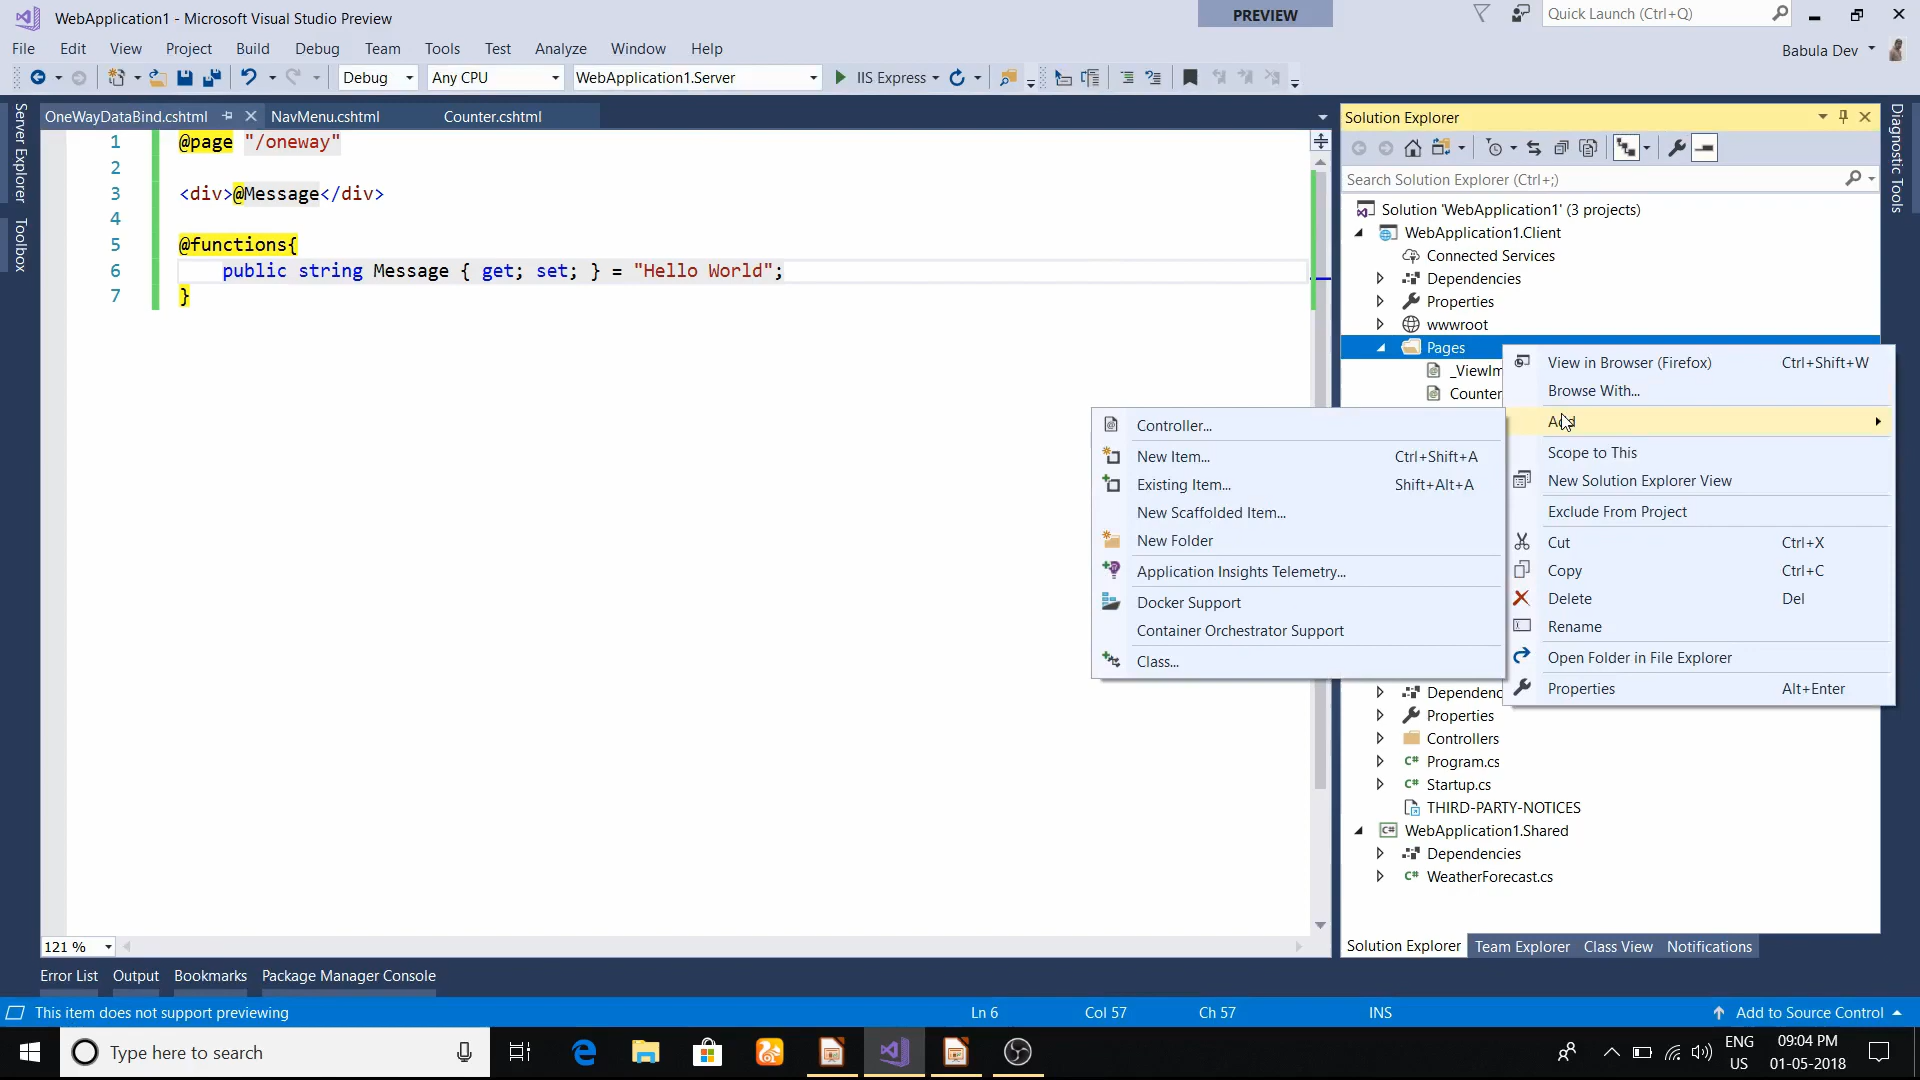 WebApplication1 - Microsoft Visual Studio Preview
PREVIEW
Quick Launch (Ctrl+Q)
File Edit View Project Build Debug Team Tools Test Analyze Window Help
Babula Dev
Debug Any CPU WebApplication1.Server IIS Express
Server Explorer
Toolbox
OneWayDataBind.cshtml NavMenu.cshtml Counter.cshtml
1 @page "/oneway"
2
3 <div>@Message</div>
4
5 @functions{
6 public string Message { get; set; } = "Hello World";
7 }
121 %
Solution Explorer
Search Solution Explorer (Ctrl+;)
Solution 'WebApplication1' (3 projects)
WebApplication1.Client
Connected Services
Dependencies
Properties
wwwroot
Pages
_ViewIm
Counter
Dependenc
Properties
Controllers
C# Program.cs
C# Startup.cs
THIRD-PARTY-NOTICES
C# WebApplication1.Shared
Dependencies
C# WeatherForecast.cs
Diagnostic Tools
View in Browser (Firefox) Ctrl+Shift+W
Browse With...
Add
Scope to This
New Solution Explorer View
Exclude From Project
Cut Ctrl+X
Copy Ctrl+C
Delete Del
Rename
Open Folder in File Explorer
Properties Alt+Enter
Controller...
New Item... Ctrl+Shift+A
Existing Item... Shift+Alt+A
New Scaffolded Item...
New Folder
Application Insights Telemetry...
Docker Support
Container Orchestrator Support
Class...
Solution Explorer Team Explorer Class View Notifications
Error List Output Bookmarks Package Manager Console
This item does not support previewing Ln 6 Col 57 Ch 57 INS Add to Source Control
Type here to search
ENG
US
09:04 PM
01-05-2018